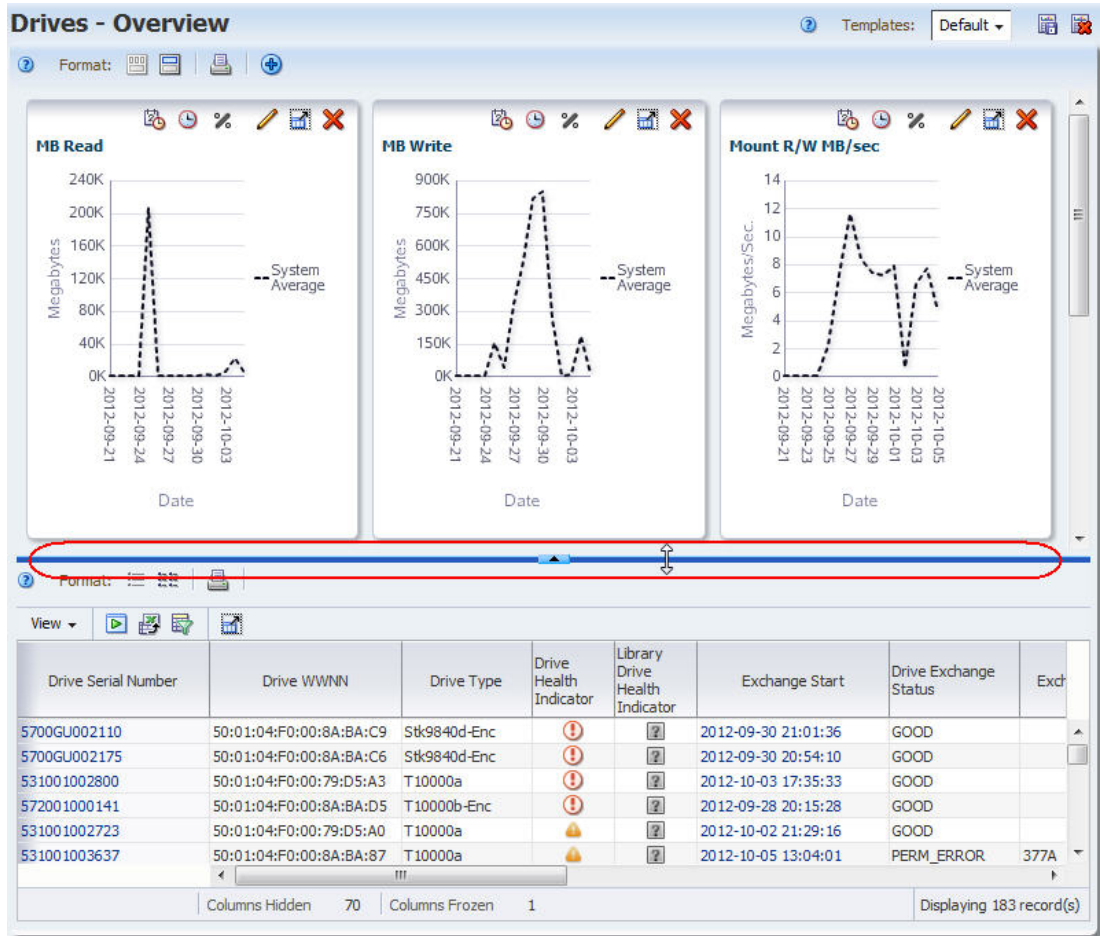 Drives - Overview
Templates: Default
Format:
MB Read
240K
200K
160K
120K
80K
40K
0K
Megabytes
System
Average
2012-09-21
2012-09-24
2012-09-27
2012-09-30
2012-10-03
Date
MB Write
900K
750K
600K
450K
300K
150K
0K
Megabytes
System
Average
2012-09-21
2012-09-24
2012-09-27
2012-09-30
2012-10-03
Date
Mount R/W MB/sec
14
12
10
8
6
4
2
0
Megabytes/Sec.
System
Average
2012-09-21
2012-09-23
2012-09-25
2012-09-27
2012-09-29
2012-10-01
2012-10-03
2012-10-05
Date
Format:
View
Drive Serial Number
Drive WWNN
Drive Type
Drive
Health
Indicator
Library
Drive
Health
Indicator
Exchange Start
Drive Exchange
Status
Exch
5700GU002110 50:01:04:F0:00:8A:BA:C9 Stk9840d-Enc 2012-09-30 21:01:36 GOOD
5700GU002175 50:01:04:F0:00:8A:BA:C6 Stk9840d-Enc 2012-09-30 20:54:10 GOOD
531001002800 50:01:04:F0:00:79:D5:A3 T10000a 2012-10-03 17:35:33 GOOD
572001000141 50:01:04:F0:00:8A:BA:D5 T10000b-Enc 2012-09-28 20:15:28 GOOD
531001002723 50:01:04:F0:00:79:D5:A0 T10000a 2012-10-02 21:29:16 GOOD
531001003637 50:01:04:F0:00:8A:BA:87 T10000a 2012-10-05 13:04:01 PERM_ERROR 377A
Columns Hidden 70 Columns Frozen 1 Displaying 183 record(s)